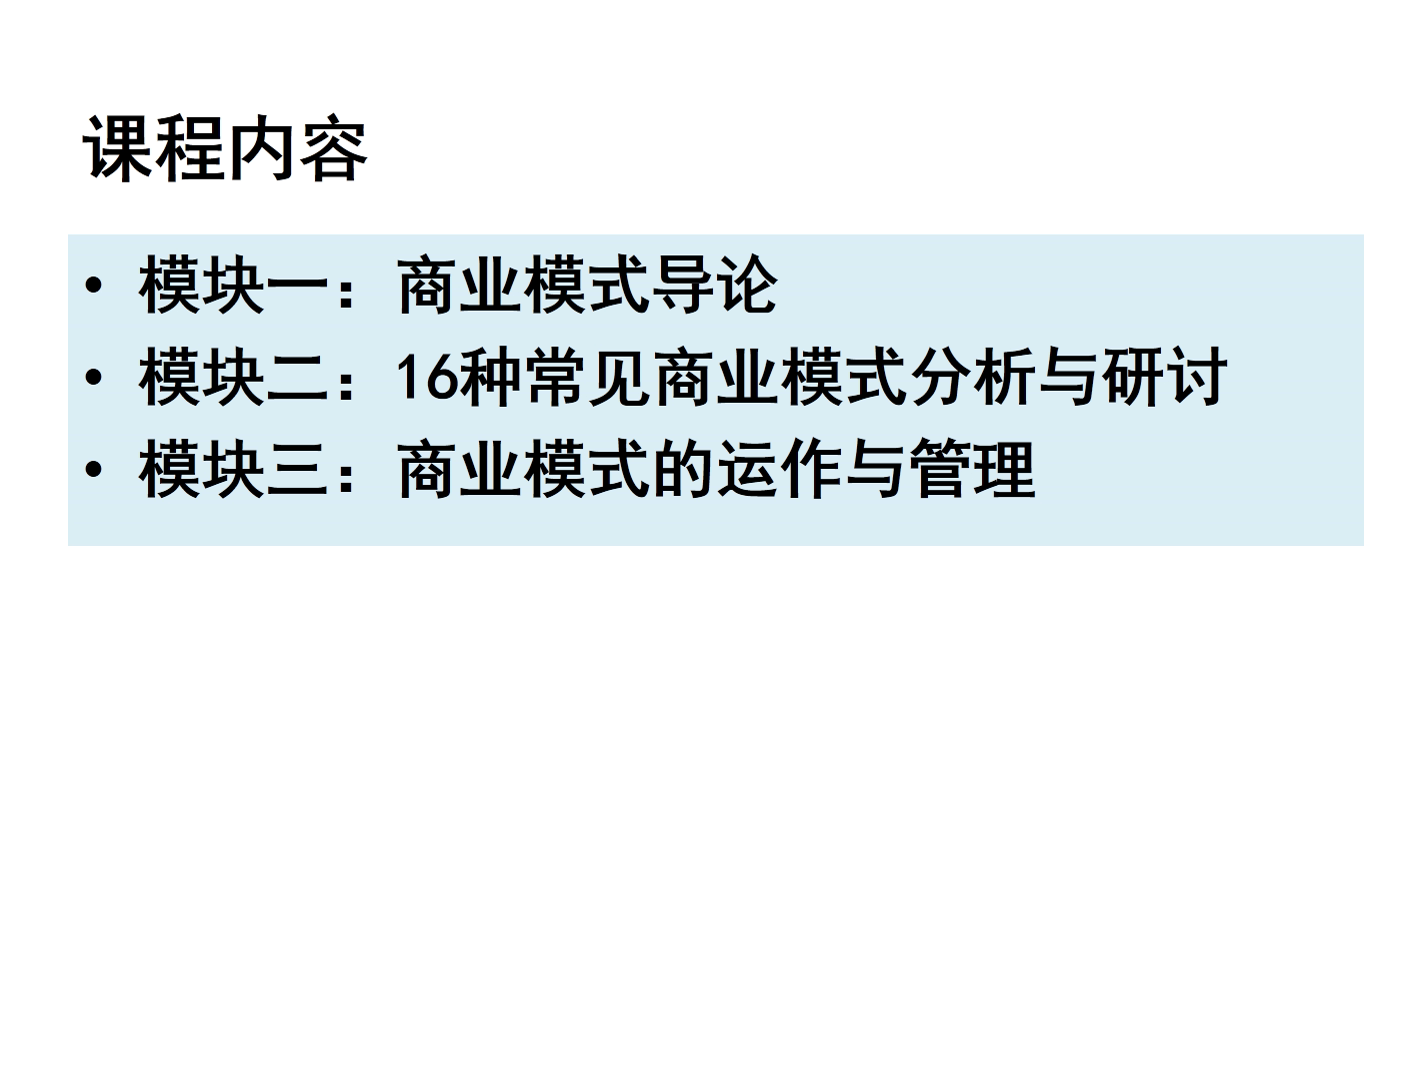 课程内容
• 模块一：商业模式导论
• 模块二：16种常见商业模式分析与研讨
• 模块三：商业模式的运作与管理